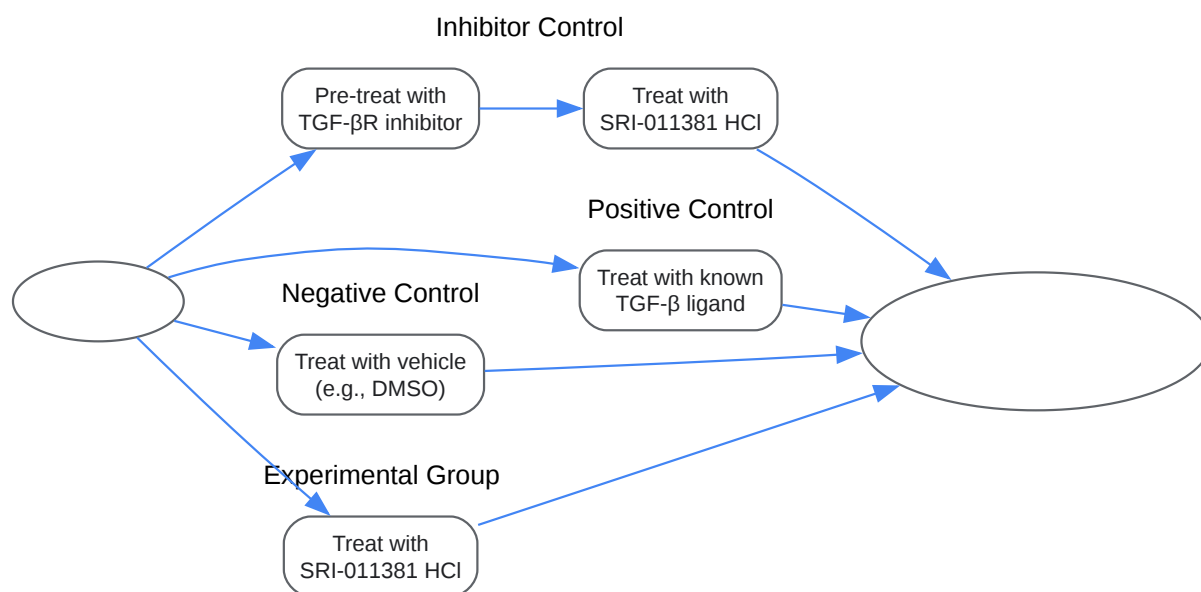 Inhibitor Control
Pre-treat with
TGF-βR inhibitor
Treat with
SRI-011381 HCl
Positive Control
Treat with known
TGF-β ligand
Negative Control
Treat with vehicle
(e.g., DMSO)
Experimental Group
Treat with
SRI-011381 HCl